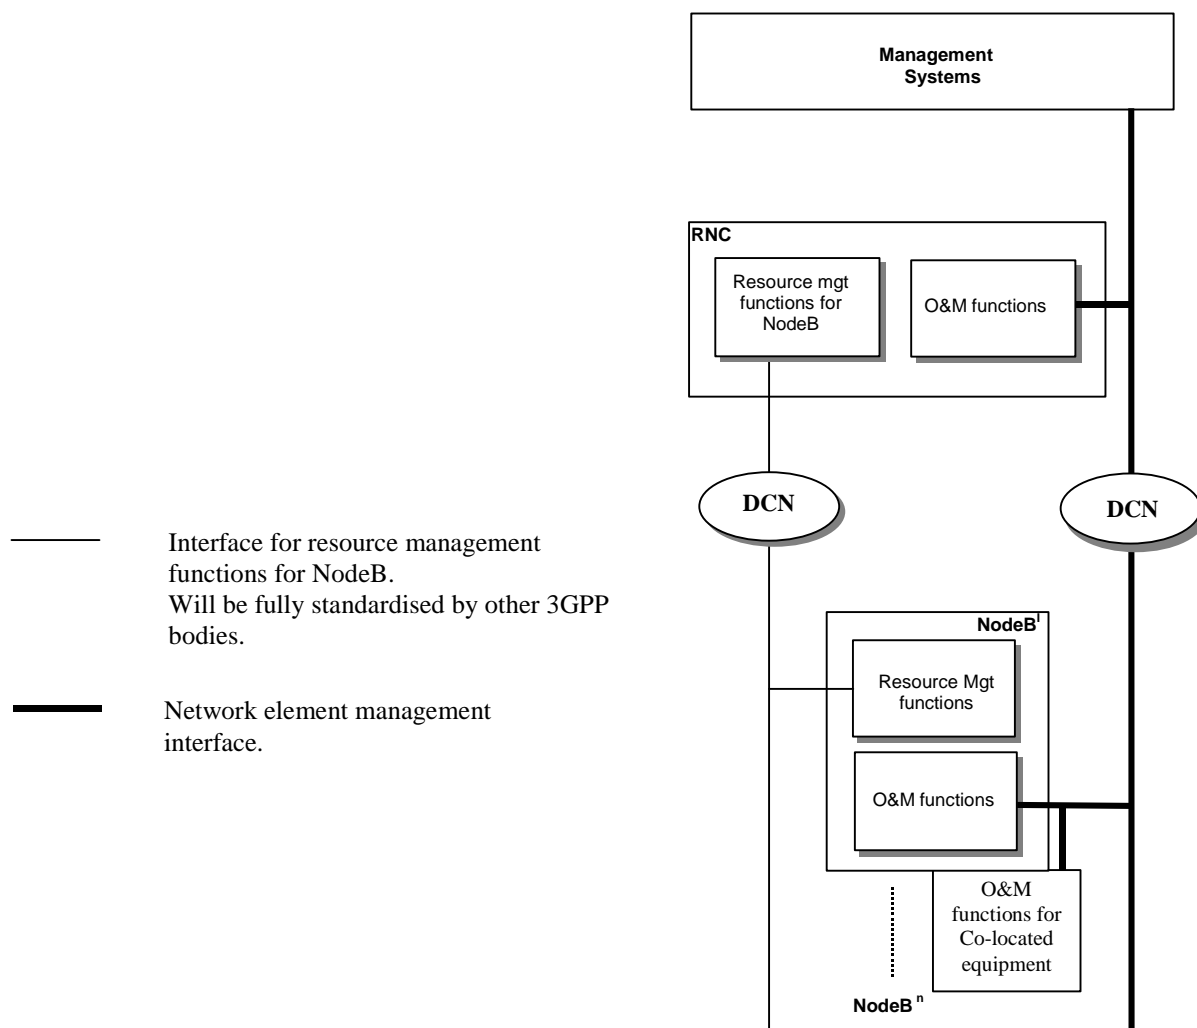 Management
Systems
RNC
Resource mgt
functions for
NodeB
O&M functions
DCN
DCN
Interface for resource management
functions for NodeB.
Will be fully standardised by other 3GPP
bodies.
NodeB l
Resource Mgt
functions
Network element management
interface.
O&M functions
O&M
functions for
Co-located
equipment
NodeB n